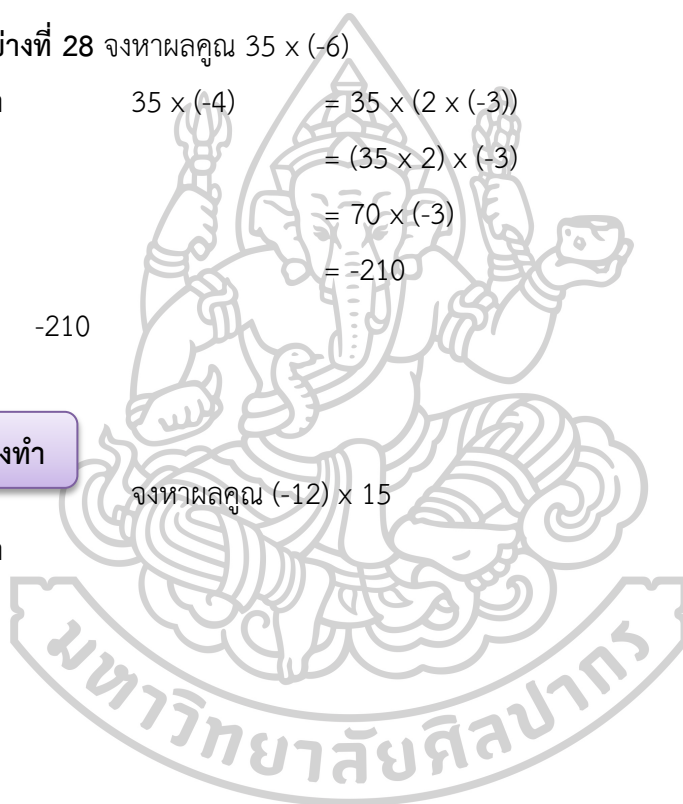 างที่ 28 จงหาผลคูณ 35 x (-6)
35 x (-4) = 35 x (2 x (-3))
= (35 x 2) x (-3)
= 70 x (-3)
= -210
-210
งทำ
จงหาผลคูณ (-12) x 15
มหาวิทยาลัยศิลปากร